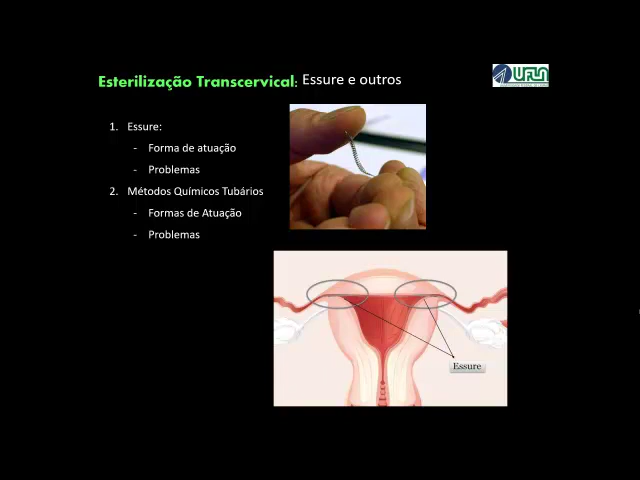 Esterilização Transcervical: Essure e outros
UFLA
1. Essure:
- Forma de atuação
- Problemas
2. Métodos Químicos Tubários
- Formas de Atuação
- Problemas
Essure